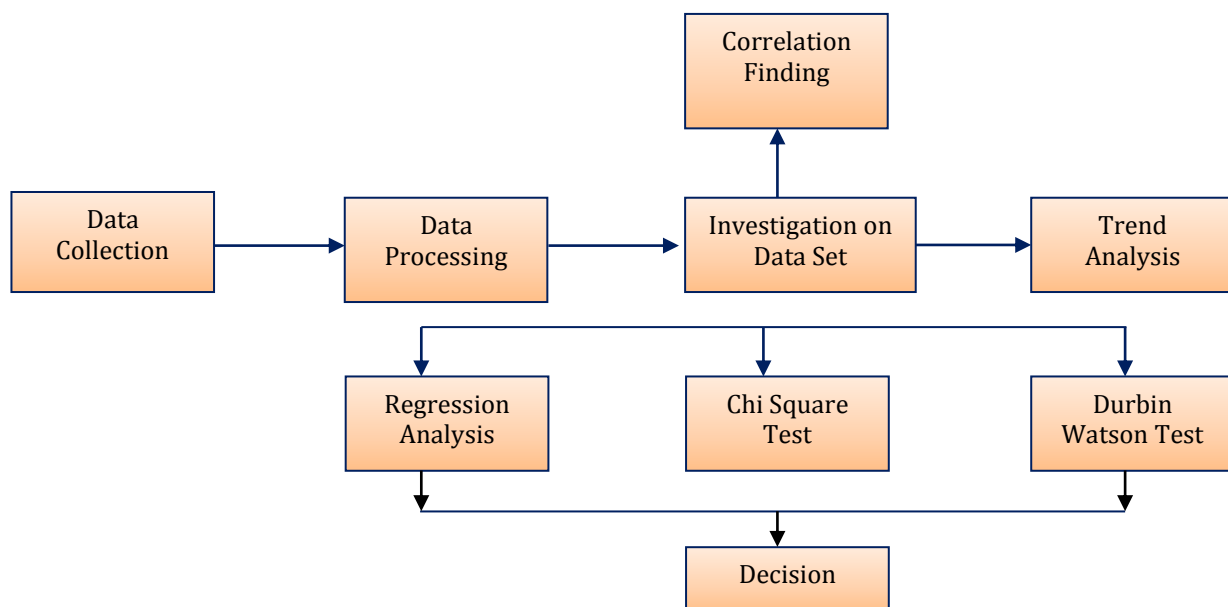 Correlation
Finding
Data
Collection
Data
Processing
Investigation on
Data Set
Trend
Analysis
Regression
Analysis
Chi Square
Test
Durbin
Watson Test
Decision